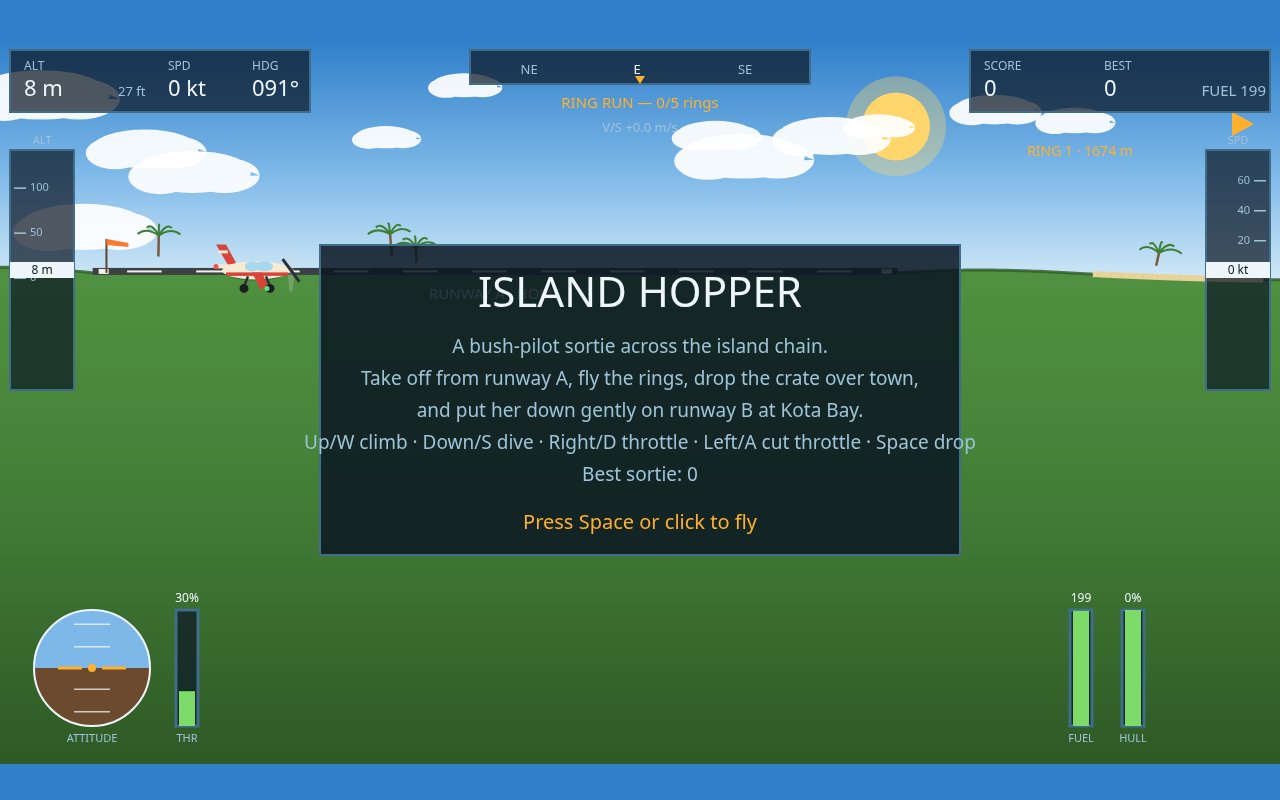 ALT SPD HDG
8 m 27 ft 0 kt 091°
NE E SE
SCORE BEST
0 0 FUEL 199
RING RUN — 0/5 rings
V/S +0.0 m/s
ALT
SPD
RING 1 · 1674 m
100
50
8 m
60
40
20
0 kt
ISLAND HOPPER
A bush-pilot sortie across the island chain.
Take off from runway A, fly the rings, drop the crate over town,
and put her down gently on runway B at Kota Bay.
Up/W climb · Down/S dive · Right/D throttle · Left/A cut throttle · Space drop
Best sortie: 0
Press Space or click to fly
30%
ATTITUDE
THR
199
0%
FUEL
HULL